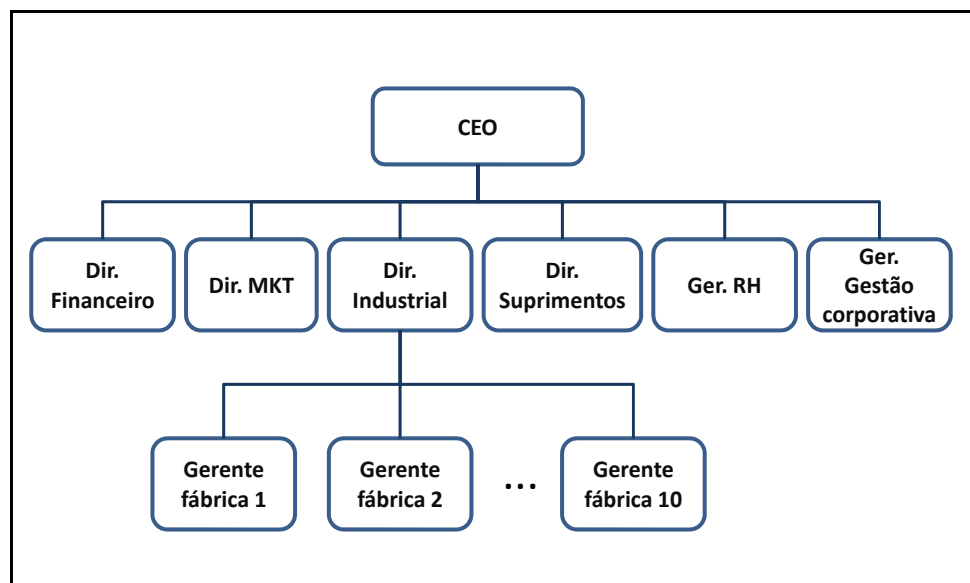 CEO
Dir.
Financeiro
Dir. MKT
Dir.
Industrial
Dir.
Suprimentos
Ger. RH
Ger.
Gestão
corporativa
Gerente
fábrica 1
Gerente
fábrica 2
...
Gerente
fábrica 10